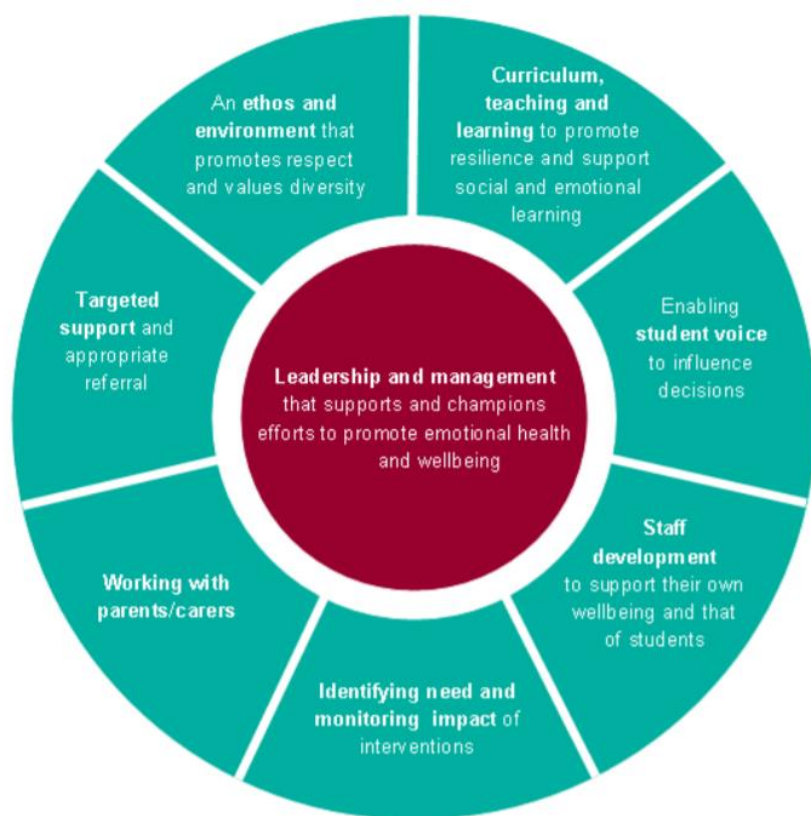 An ethos and
environment that
promotes respect
and values diversity
Curriculum,
teaching and
learning to promote
resilience and support
social and emotional
learning
Enabling
student voice
to influence
decisions
Staff
development
to support their own
wellbeing and that
of students
Identifying need and
monitoring impact of
interventions
Working with
parents/carers
Targeted
support and
appropriate
referral
Leadership and management
that supports and champions
efforts to promote emotional health
and wellbeing